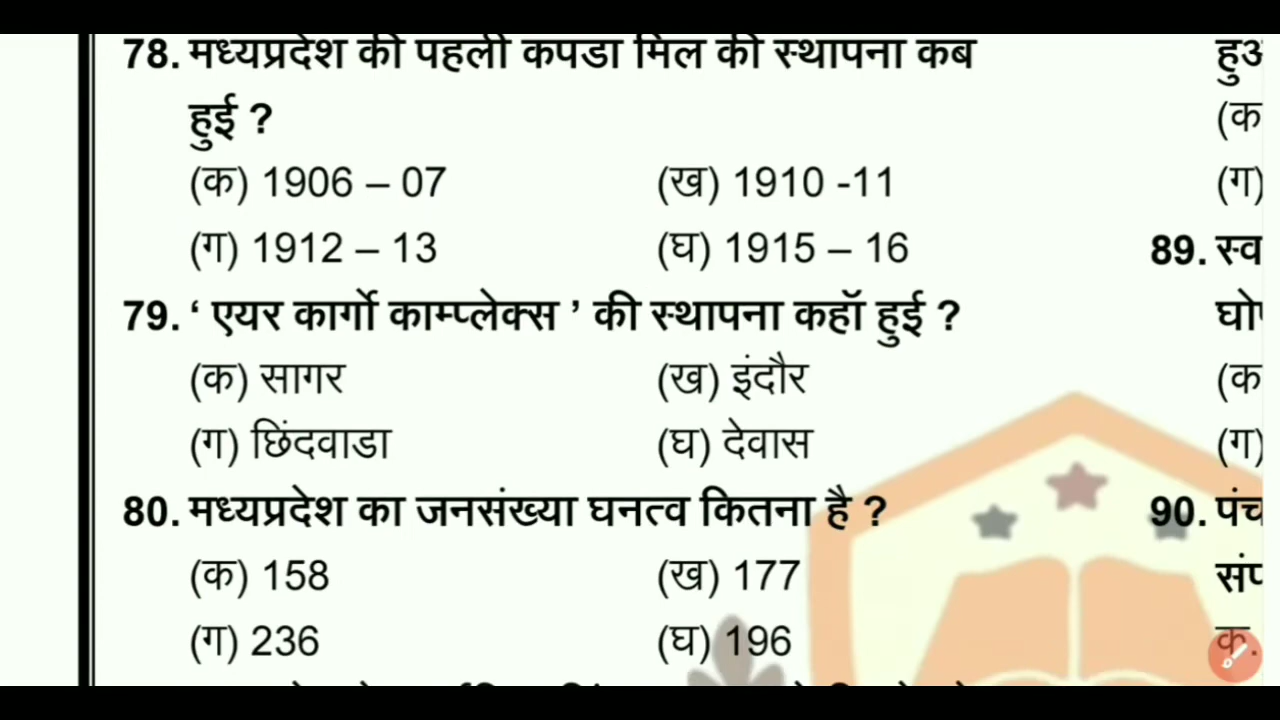 78. मध्यप्रदेश की पहली कपडा मिल की स्थापना कब
हुई ?
(क) 1906 – 07 (ख) 1910 -11
(ग) 1912 – 13 (घ) 1915 – 16
79. ‘ एयर कार्गो काम्प्लेक्स ’ की स्थापना कहॉ हुई ?
(क) सागर (ख) इंदौर
(ग) छिंदवाडा (घ) देवास
80. मध्यप्रदेश का जनसंख्या घनत्व कितना है ?
(क) 158 (ख) 177
(ग) 236 (घ) 196
(क
(ग)
89. स्व
(क
(ग)
90. पंच
क.